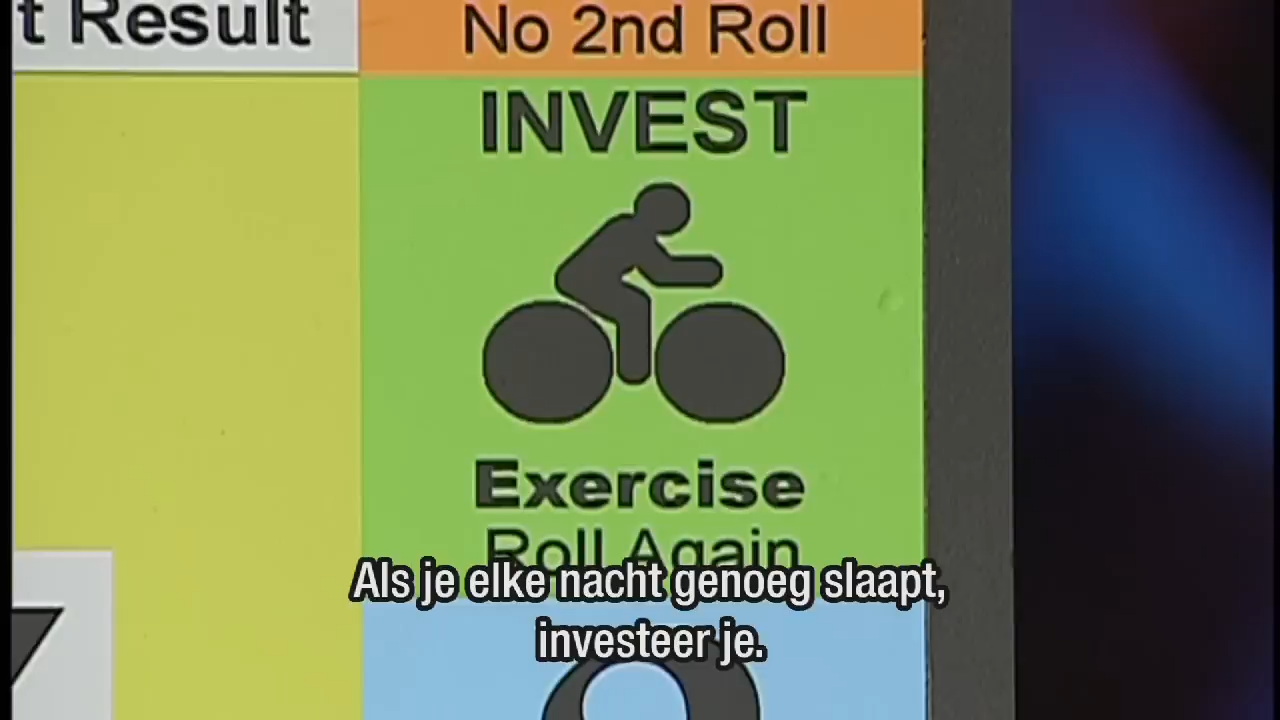 t Result
No 2nd Roll
INVEST
Exercise
Roll Again
Als je elke nacht genoeg slaapt,
investeer je.